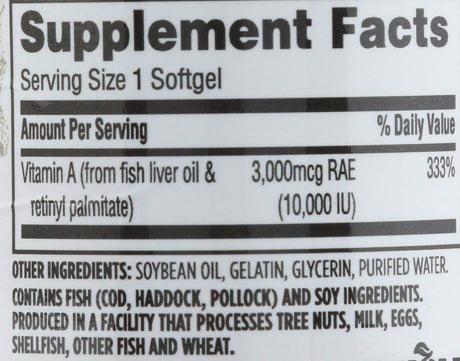 Supplement Facts
Serving Size 1 Softgel
Amount Per Serving % Daily Value
Vitamin A (from fish liver oil & 3,000mcg RAE 333%
retinyl palmitate) (10,000 IU)
OTHER INGREDIENTS: SOYBEAN OIL, GELATIN, GLYCERIN, PURIFIED WATER.
CONTAINS FISH (COD, HADDOCK, POLLOCK) AND SOY INGREDIENTS.
PRODUCED IN A FACILITY THAT PROCESSES TREE NUTS, MILK, EGGS,
SHELLFISH, OTHER FISH AND WHEAT.